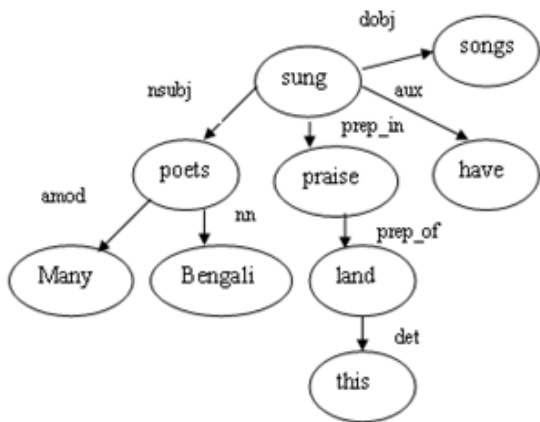 dobj
songs
sung
nsubj
aux
prep_in
poets
praise
have
amod
nn
prep_of
Many
Bengali
land
det
this